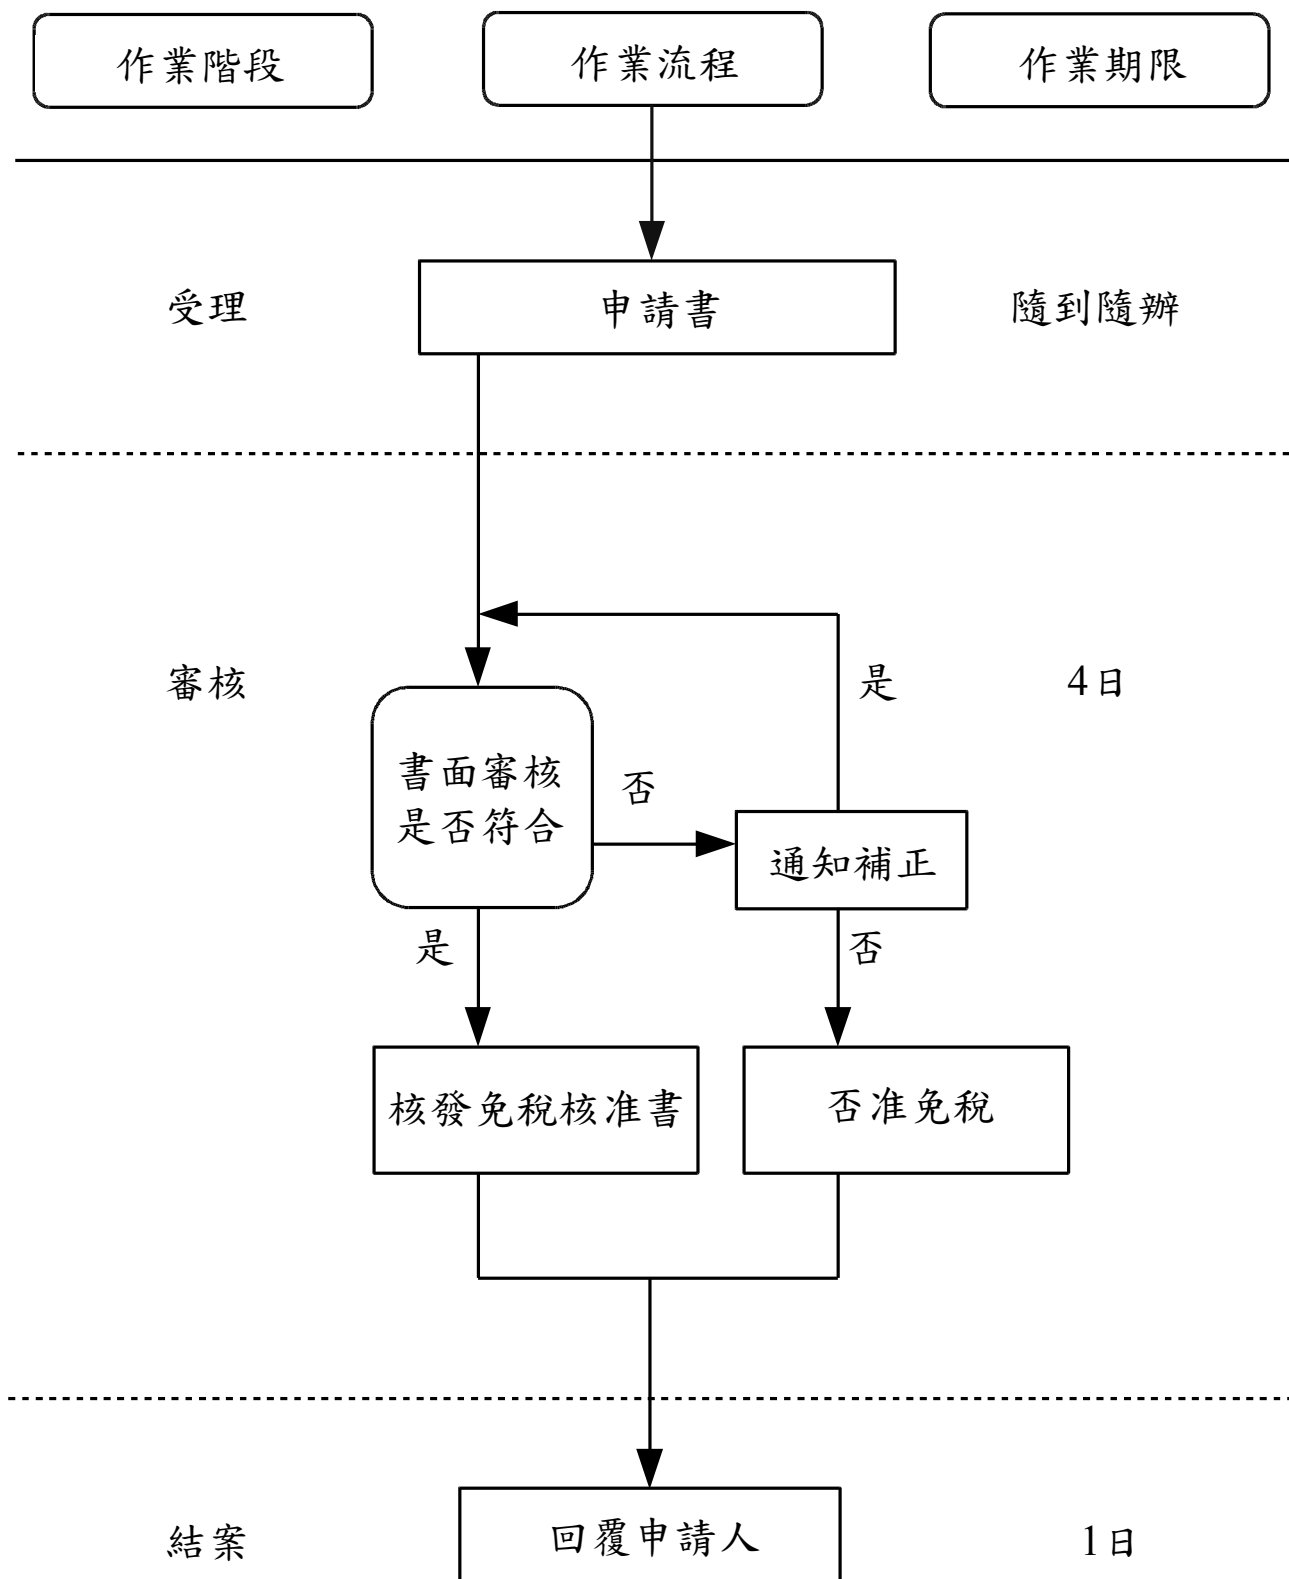 作業階段
作業流程
作業期限
受理
申請書
隨到隨辦
審核
是
4日
書面審核
是否符合
否
通知補正
是
否
核發免稅核准書
否准免稅
結案
回覆申請人
1日